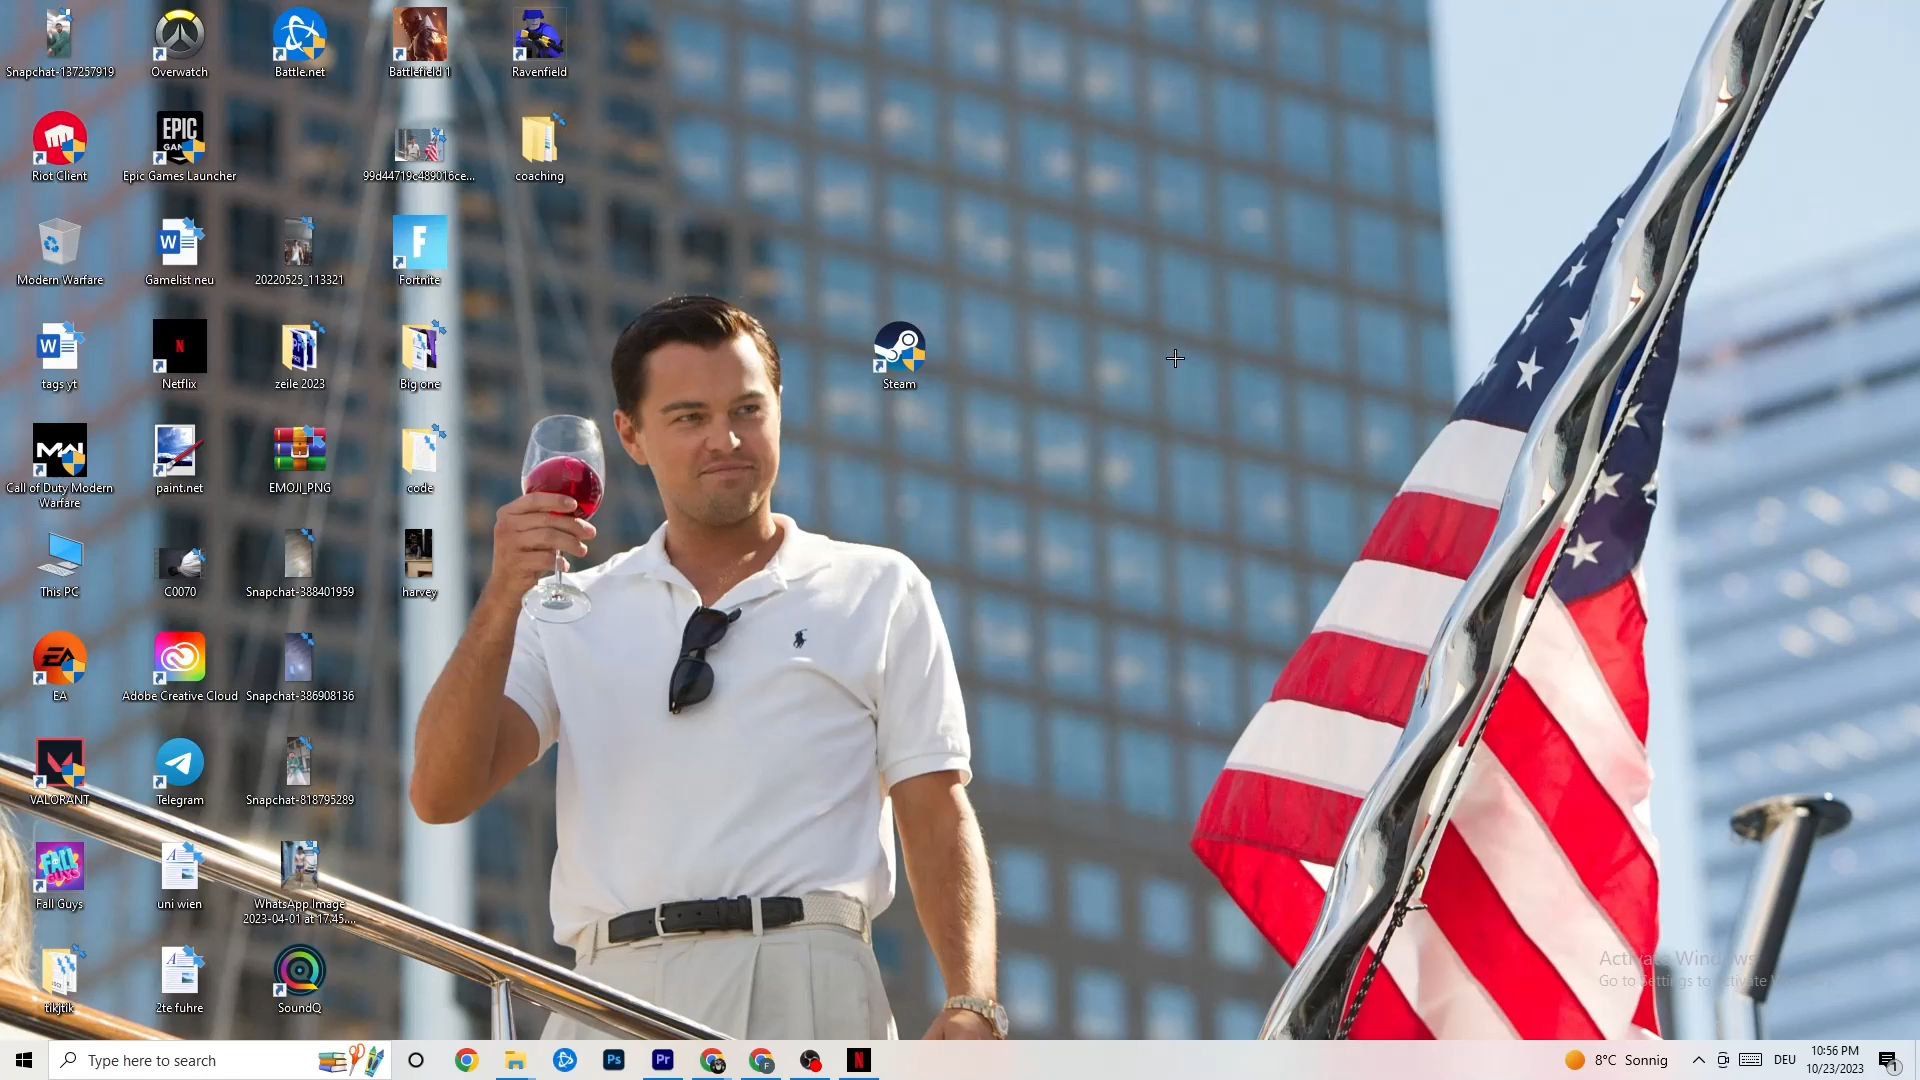 Snapchat-137257919
Overwatch
Battle.net
Battlefield 1
Ravenfield
Riot Client
EPIC
GAM
Epic Games Launcher
99d44719c489016ce...
coaching
Modern Warfare
Gamelist neu
20220525_113321
Fortnite
tags yt
Netflix
zeile 2023
Big one
Steam
Call of Duty Modern
Warfare
paint.net
EMOJI_PNG
code
This PC
C0070
Snapchat-388401959
harvey
EA
Adobe Creative Cloud
Snapchat-386908136
VALORANT
Telegram
Snapchat-818795289
Fall Guys
uni wien
WhatsApp Image
2023-04-01 at 17.45....
tikjtik
2te fuhre
SoundQ
Activate Windows
Go to Settings to activate
Type here to search
Ps
Pr
8°C Sonnig
DEU
10:56 PM
10/23/2023